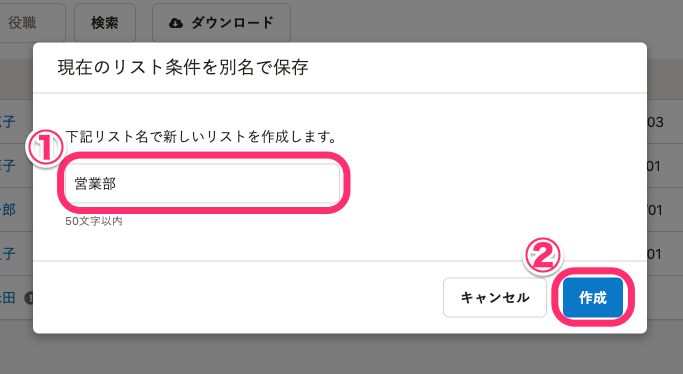 役職
検索
ダウンロード
現在のリスト条件を別名で保存
子
03
①
下記リスト名で新しいリストを作成します。
子
01
営業部
郎
/01
50文字以内
子
01
②
田
キャンセル
作成